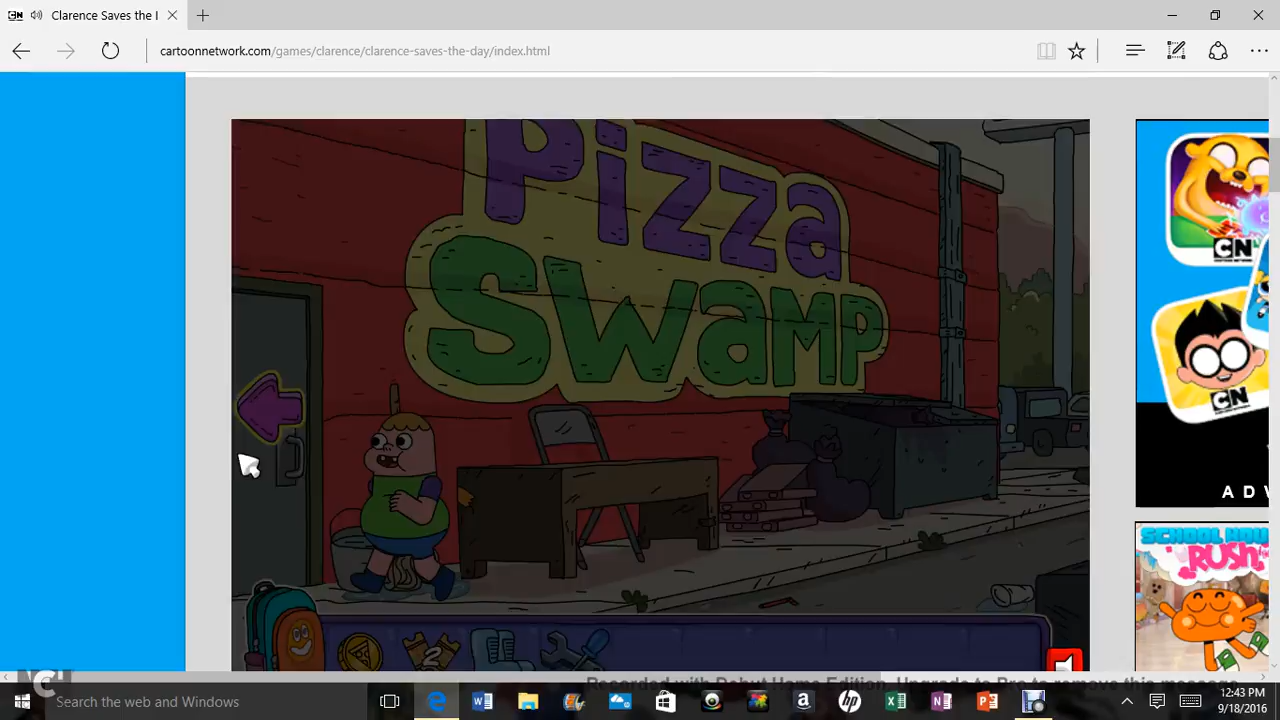 Clarence Saves the I
cartoonnetwork.com/games/clarence/clarence-saves-the-day/index.html
Pizza
Swamp
2
CN
CN
A D
SCHOOL
RUSH
NCH
Recorded with Debut Home Edition. Upgrade to Pro to remove this message
Search the web and Windows
12:43 PM
9/18/2016